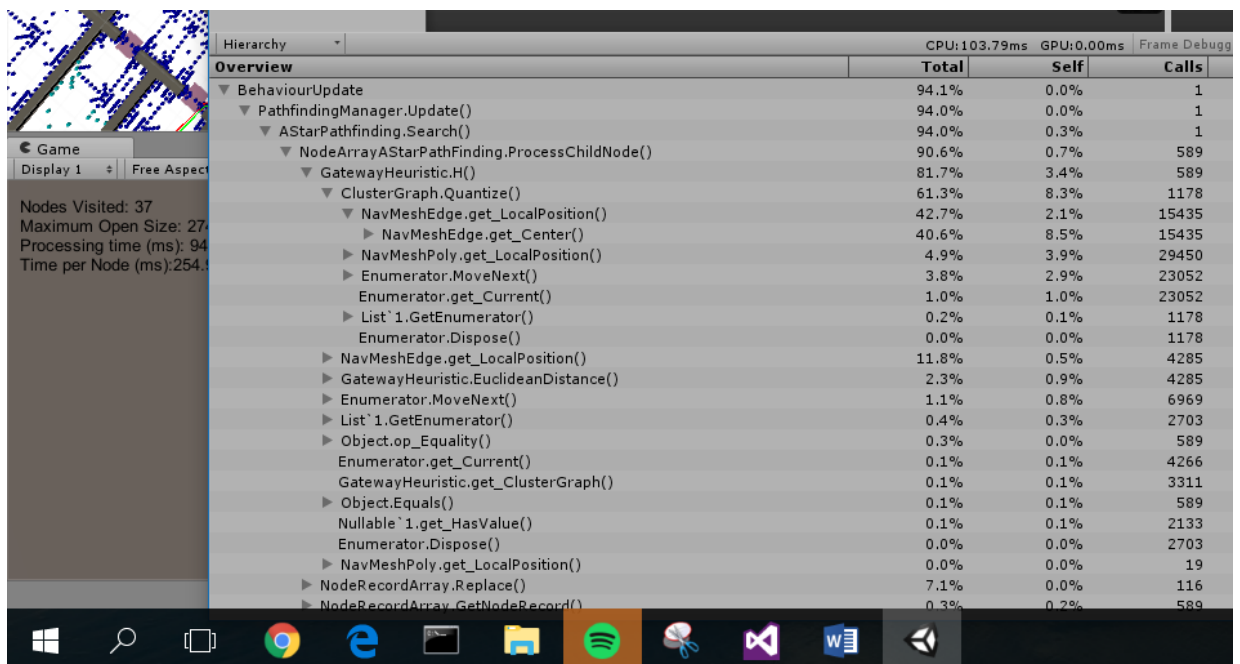 Hierarchy CPU:103.79ms GPU:0.00ms Frame Debugg
Overview Total Self Calls
BehaviourUpdate 94.1% 0.0% 1
PathfindingManager.Update() 94.0% 0.0% 1
AStarPathfinding.Search() 94.0% 0.3% 1
NodeArrayAStarPathFinding.ProcessChildNode() 90.6% 0.7% 589
GatewayHeuristic.H() 81.7% 3.4% 589
ClusterGraph.Quantize() 61.3% 8.3% 1178
NavMeshEdge.get_LocalPosition() 42.7% 2.1% 15435
NavMeshEdge.get_Center() 40.6% 8.5% 15435
NavMeshPoly.get_LocalPosition() 4.9% 3.9% 29450
Enumerator.MoveNext() 3.8% 2.9% 23052
Enumerator.get_Current() 1.0% 1.0% 23052
List`1.GetEnumerator() 0.2% 0.1% 1178
Enumerator.Dispose() 0.0% 0.0% 1178
NavMeshEdge.get_LocalPosition() 11.8% 0.5% 4285
GatewayHeuristic.EuclideanDistance() 2.3% 0.9% 4285
Enumerator.MoveNext() 1.1% 0.8% 6969
List`1.GetEnumerator() 0.4% 0.3% 2703
Object.op_Equality() 0.3% 0.0% 589
Enumerator.get_Current() 0.1% 0.1% 4266
GatewayHeuristic.get_ClusterGraph() 0.1% 0.1% 3311
Object.Equals() 0.1% 0.1% 589
Nullable`1.get_HasValue() 0.1% 0.1% 2133
Enumerator.Dispose() 0.0% 0.0% 2703
NavMeshPoly.get_LocalPosition() 0.0% 0.0% 19
NodeRecordArray.Replace() 7.1% 0.0% 116
NodeRecordArray.GetNodeRecord() 0.3% 0.2% 589
Game
Display 1 Free Aspect
Nodes Visited: 37
Maximum Open Size: 274
Processing time (ms): 94
Time per Node (ms):254.